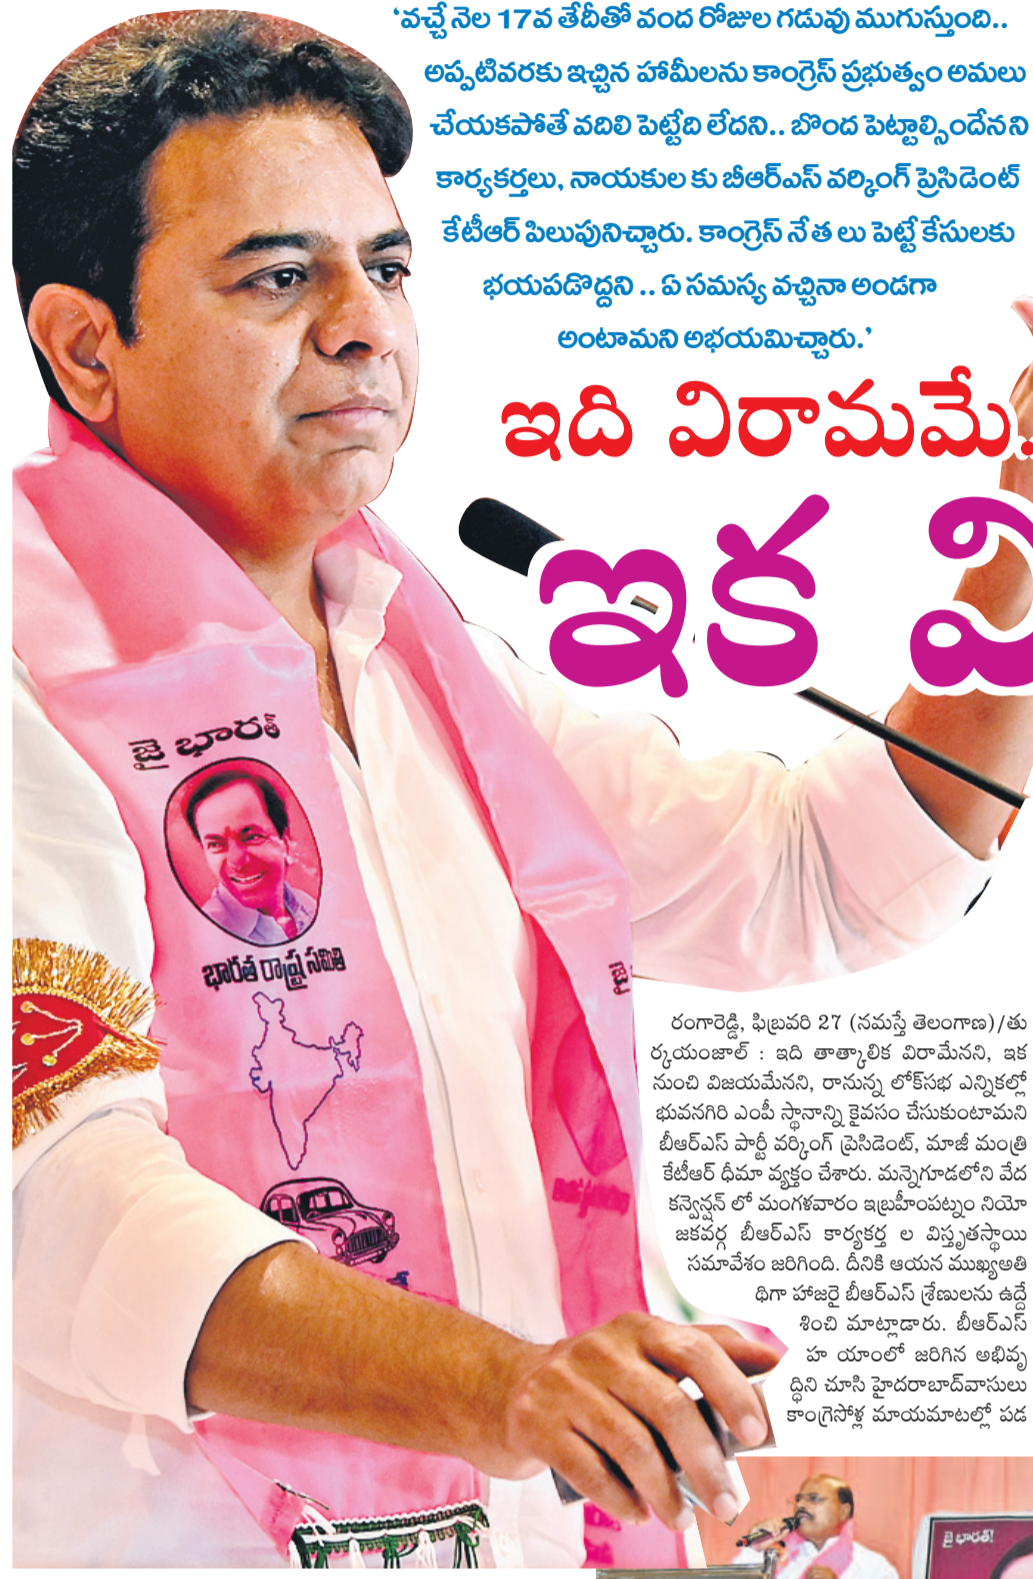 ‘వచ్చే నెల 17వ తేదీతో వంద రోజుల గడువు ముగుస్తుంది..
అప్పటివరకు ఇచ్చిన హామీలను కాంగ్రెస్ ప్రభుత్వం అమలు
చేయకపోతే వదిలి పెట్టేది లేదని.. బొంద పెట్టాల్సిందేనని
కార్యకర్తలు, నాయకుల కు బీఆర్ఎస్ వర్కింగ్ ప్రెసిడెంట్
కేటీఆర్ పిలుపునిచ్చారు. కాంగ్రెస్ నే త లు పెట్టే కేసులకు
భయపడొద్దని .. ఏ సమస్య వచ్చినా అండగా
అంటామని అభయమిచ్చారు.’
ఇది విరామమే..
ఇక వి
జై భారత్
భారత రాష్ట్ర సమితి
జై
రంగారెడ్డి, ఫిబ్రవరి 27 (నమస్తే తెలంగాణ)/తు
ర్కయంజాల్ : ఇది తాత్కాలిక విరామేనని, ఇక
నుంచి విజయమేనని, రానున్న లోక్‌సభ ఎన్నికల్లో
భువనగిరి ఎంపీ స్థానాన్ని కైవసం చేసుకుంటామని
బీఆర్ఎస్ పార్టీ వర్కింగ్ ప్రెసిడెంట్, మాజీ మంత్రి
కేటీఆర్ ధీమా వ్యక్తం చేశారు. మన్నెగూడలోని వేద
కన్వెన్షన్ లో మంగళవారం ఇబ్రహీంపట్నం నియో
జకవర్గ బీఆర్ఎస్ కార్యకర్త ల విస్తృతస్థాయి
సమావేశం జరిగింది. దీనికి ఆయన ముఖ్యఅతి
థిగా హాజరై బీఆర్ఎస్ శ్రేణులను ఉద్దే
శించి మాట్లాడారు. బీఆర్ఎస్
హ యాంలో జరిగిన అభివృ
ద్ధిని చూసి హైదరాబాద్‌వాసులు
కాంగ్రెసోళ్ల మాయమాటల్లో పడ
జై భారత్!